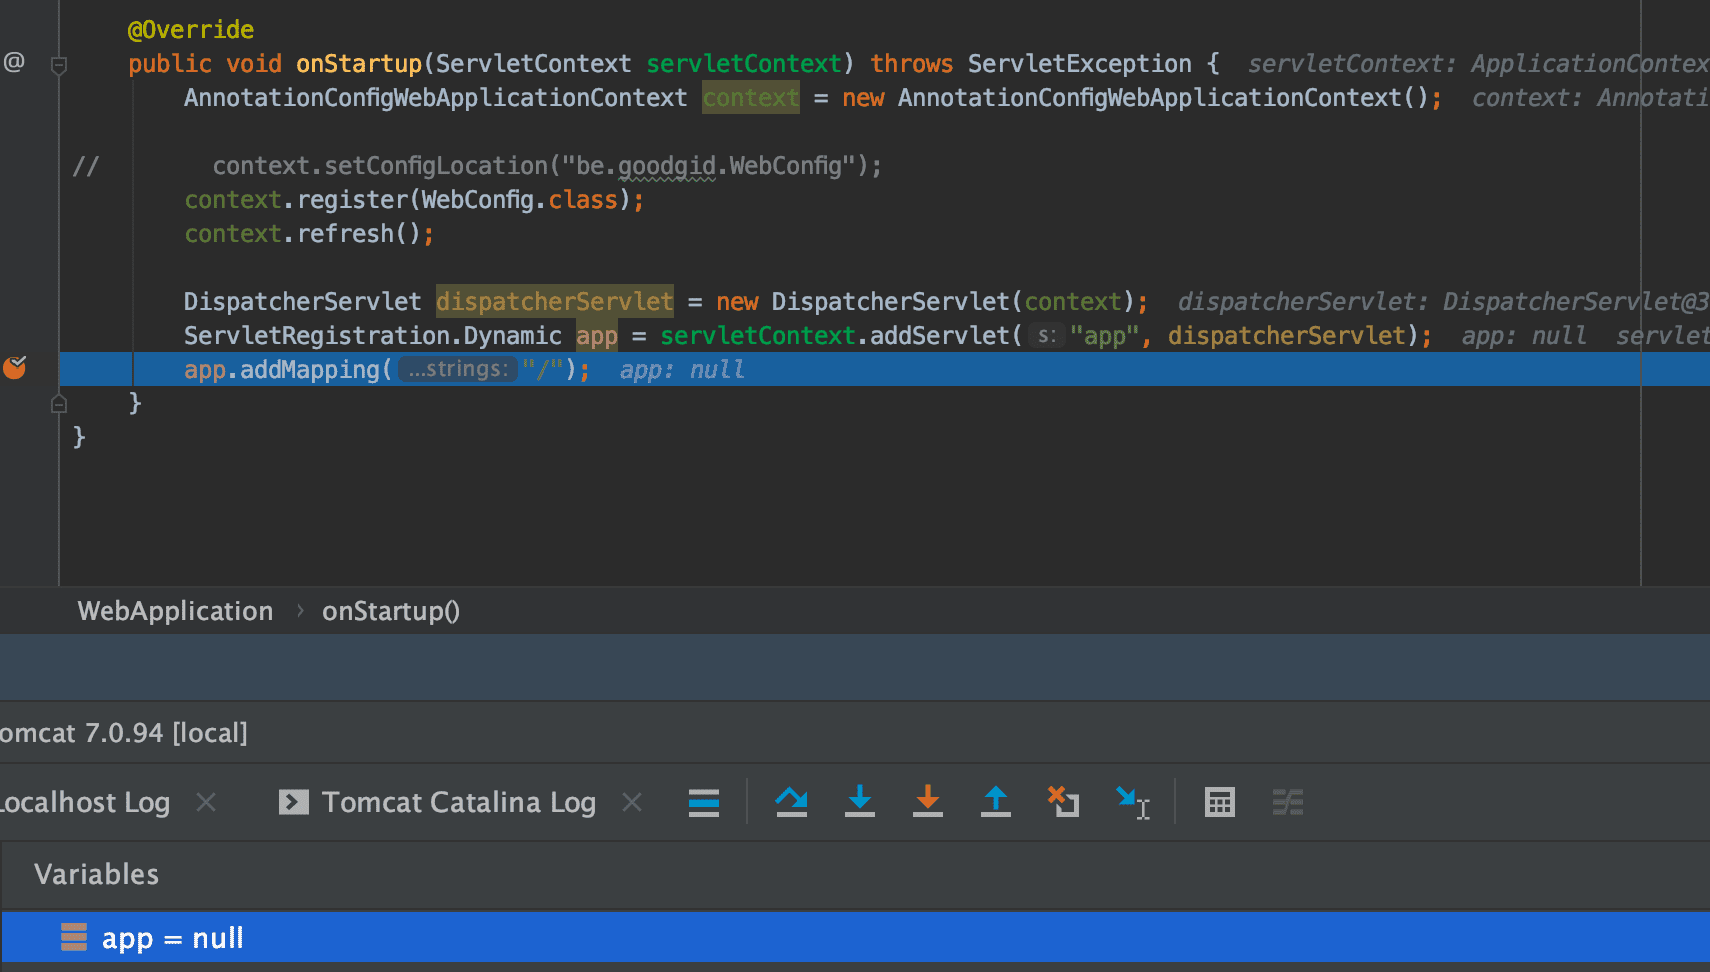 @Override
@ public void onStartup(ServletContext servletContext) throws ServletException { servletContext: ApplicationContex
AnnotationConfigWebApplicationContext context = new AnnotationConfigWebApplicationContext(); context: Annotati
// context.setConfigLocation("be.goodgid.WebConfig");
context.register(WebConfig.class);
context.refresh();
DispatcherServlet dispatcherServlet = new DispatcherServlet(context); dispatcherServlet: DispatcherServlet@3
ServletRegistration.Dynamic app = servletContext.addServlet( s: "app", dispatcherServlet); app: null servlet
app.addMapping( ...strings: "/"); app: null
}
}
WebApplication › onStartup()
omcat 7.0.94 [local]
Localhost Log × Tomcat Catalina Log ×
Variables
app = null